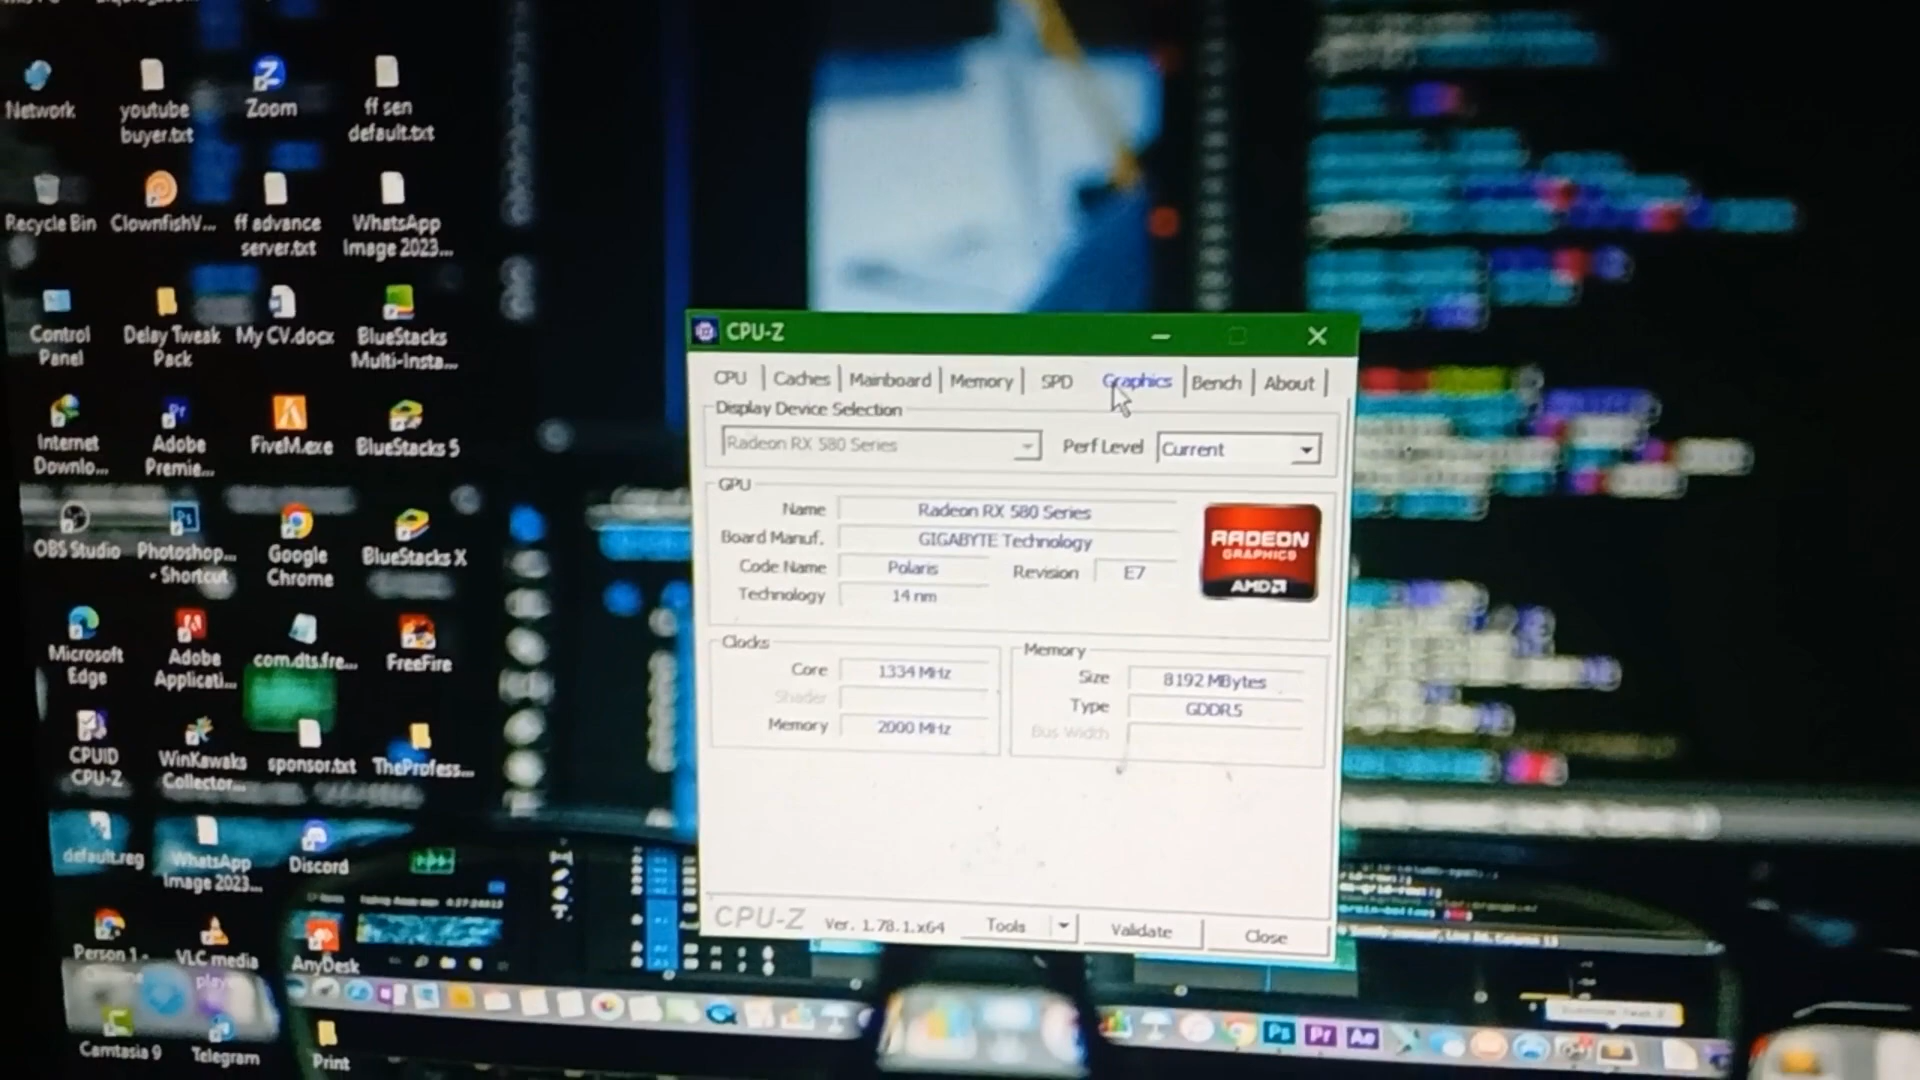 Network
youtube
buyer.txt
Zoom
ff sen
default.txt
Recycle Bin
ClownfishV...
ff advance
server.txt
WhatsApp
Image 2023...
Control
Panel
Delay Tweak
Pack
My CV.docx
BlueStacks
Multi-Insta...
Internet
Downlo...
Adobe
Premie...
FiveM.exe
BlueStacks 5
OBS Studio
Photoshop...
- Shortcut
Google
Chrome
BlueStacks X
Microsoft
Edge
Adobe
Applicati...
com.dts.fre...
FreeFire
CPUID
CPU-Z
WinKawaks
Collector...
sponsor.txt
TheProfess...
default.reg
WhatsApp
Image 2023...
Discord
Person 1 -
VLC media
AnyDesk
Camtasia 9
Telegram
Print
CPU-Z
CPU
Caches
Mainboard
Memory
SPD
Graphics
Bench
About
Display Device Selection
Radeon RX 580 Series
Perf Level
Current
GPU
Name
Radeon RX 580 Series
Board Manuf.
GIGABYTE Technology
Code Name
Polaris
Revision
E7
Technology
14 nm
RADEON
GRAPHICS
AMD
Clocks
Core
1334 MHz
Shader
Memory
2000 MHz
Memory
Size
8192 MBytes
Type
GDDR5
Bus Width
CPU-Z
Ver. 1.78.1.x64
Tools
Validate
Close
Ps
Pr
Ae